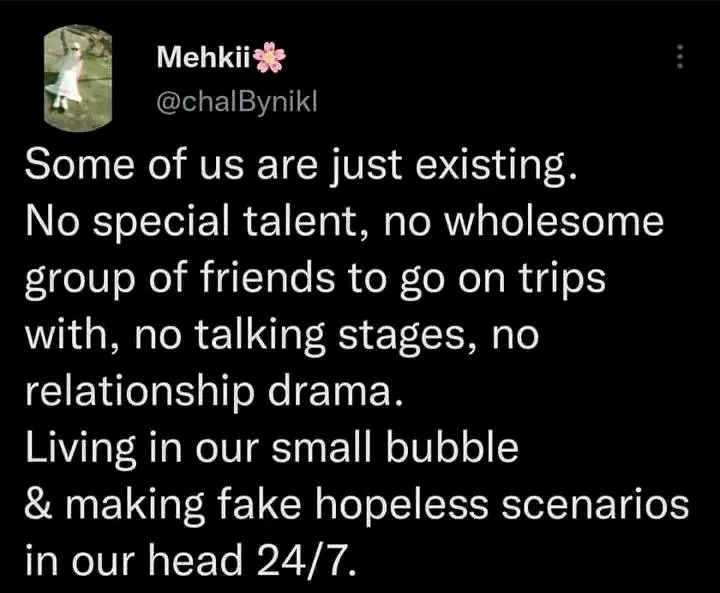 Mehkii🌸
@chalBynikl
Some of us are just existing.
No special talent, no wholesome
group of friends to go on trips
with, no talking stages, no
relationship drama.
Living in our small bubble
& making fake hopeless scenarios
in our head 24/7.